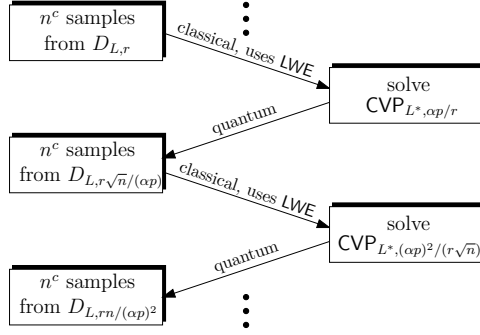 n^c samples
from D_{L,r}
classical, uses LWE
solve
CVP_{L*,αp/r}
quantum
n^c samples
from D_{L,r√n/(αp)}
classical, uses LWE
solve
CVP_{L*,(αp)^2/(r√n)}
quantum
n^c samples
from D_{L,rn/(αp)^2}